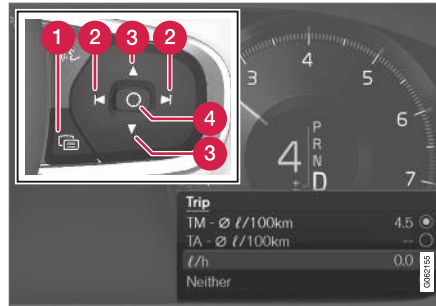 1
2
3
2
4
3
3
4
5
6
7
4
±
P
R
N
D
Trip
TM - Ø ℓ/100km 4.5
TA - Ø ℓ/100km --
ℓ/h 0.0
Neither
G062155